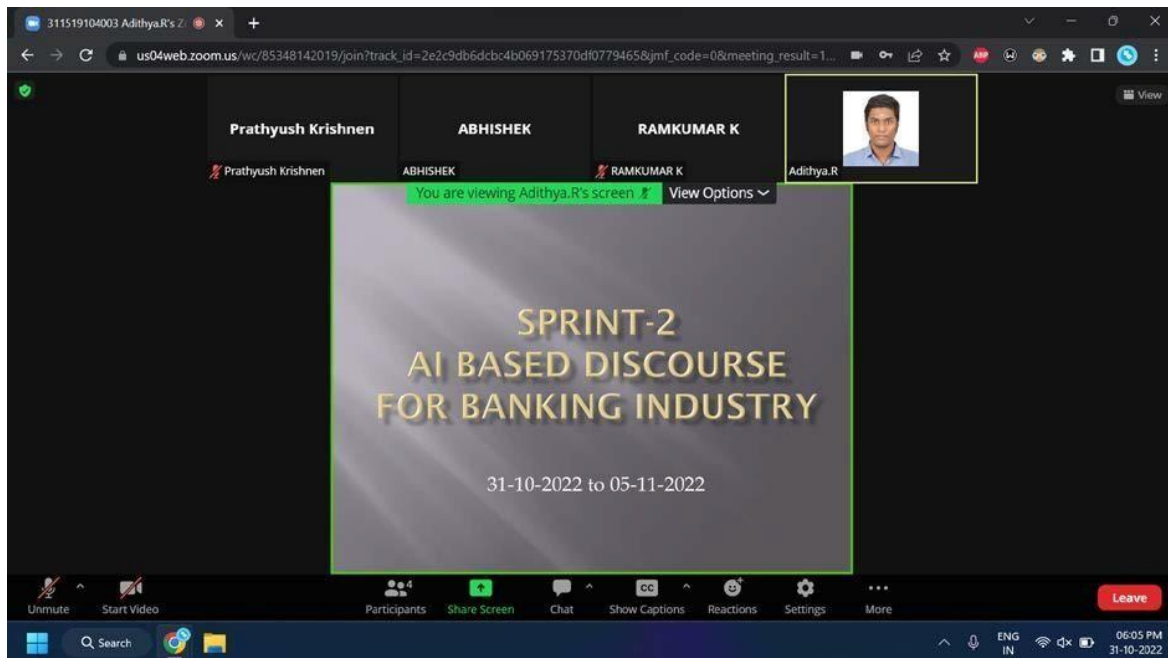 311519104003 Adithya.R's Z
us04web.zoom.us/wc/85348142019/join?track_id=2e2c9db6dcbc4b069175370df0779465&jmf_code=0&meeting_result=1...
View
Prathyush Krishnen
ABHISHEK
RAMKUMAR K
Prathyush Krishnen
ABHISHEK
RAMKUMAR K
Adithya.R
You are viewing Adithya.R's screen
View Options
SPRINT-2
AI BASED DISCOURSE
FOR BANKING INDUSTRY
31-10-2022 to 05-11-2022
Unmute
Start Video
4
Participants
Share Screen
Chat
CC
Show Captions
Reactions
Settings
More
Leave
Search
ENG
IN
06:05 PM
31-10-2022